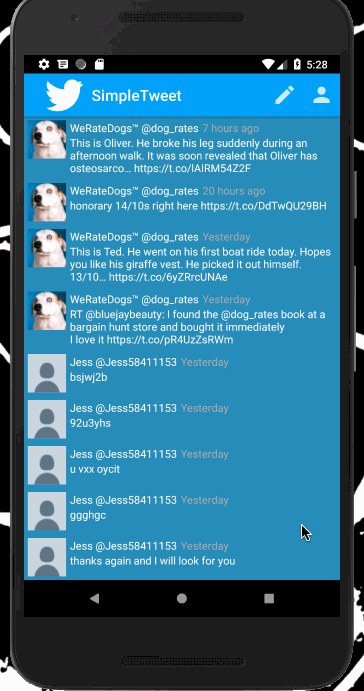 5:28
SimpleTweet
WeRateDogs™ @dog_rates 7 hours ago
This is Oliver. He broke his leg suddenly during an
afternoon walk. It was soon revealed that Oliver has
osteosarco… https://t.co/IAIRM54Z2F
WeRateDogs™ @dog_rates 20 hours ago
honorary 14/10s right here https://t.co/DdTwQU29BH
WeRateDogs™ @dog_rates Yesterday
This is Ted. He went on his first boat ride today. Hopes
you like his giraffe vest. He picked it out himself.
13/10… https://t.co/6yZRrcUNAe
WeRateDogs™ @dog_rates Yesterday
RT @bluejaybeauty: I found the @dog_rates book at a
bargain hunt store and bought it immediately
I love it https://t.co/pR4UzZsRWm
Jess @Jess58411153 Yesterday
bsjwj2b
Jess @Jess58411153 Yesterday
92u3yhs
Jess @Jess58411153 Yesterday
u vxx oycit
Jess @Jess58411153 Yesterday
ggghgc
Jess @Jess58411153 Yesterday
thanks again and I will look for you